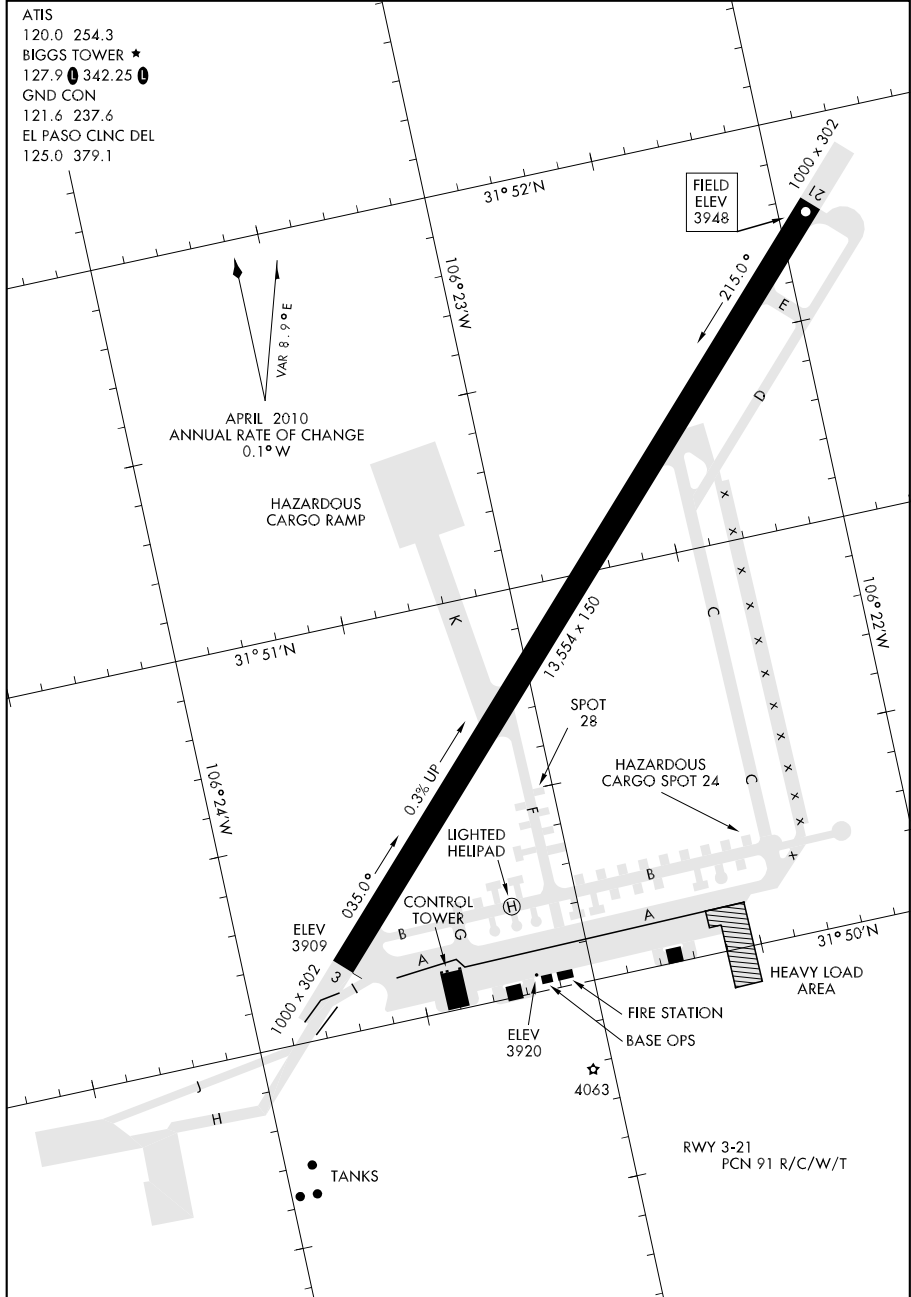 ATIS
120.0 254.3
BIGGS TOWER ★
127.9 Ⓛ 342.25 Ⓛ
GND CON
121.6 237.6
EL PASO CLNC DEL
125.0 379.1
1000 x 302
21
31° 52'N
FIELD
ELEV
3948
215.0°
106° 23'W
E
VAR 8.9° E
D
APRIL 2010
ANNUAL RATE OF CHANGE
0.1° W
HAZARDOUS
CARGO RAMP
K
C
106° 22'W
31° 51'N
13,554 x 150
SPOT
28
HAZARDOUS
CARGO SPOT 24
C
106° 24'W
0.3% UP
F
LIGHTED
HELIPAD
035.0°
H
B
CONTROL
TOWER
A
ELEV
3909
B
G
A
31° 50'N
3
I
1000 x 302
HEAVY LOAD
AREA
FIRE STATION
BASE OPS
ELEV
3920
4063
J
H
RWY 3-21
PCN 91 R/C/W/T
TANKS